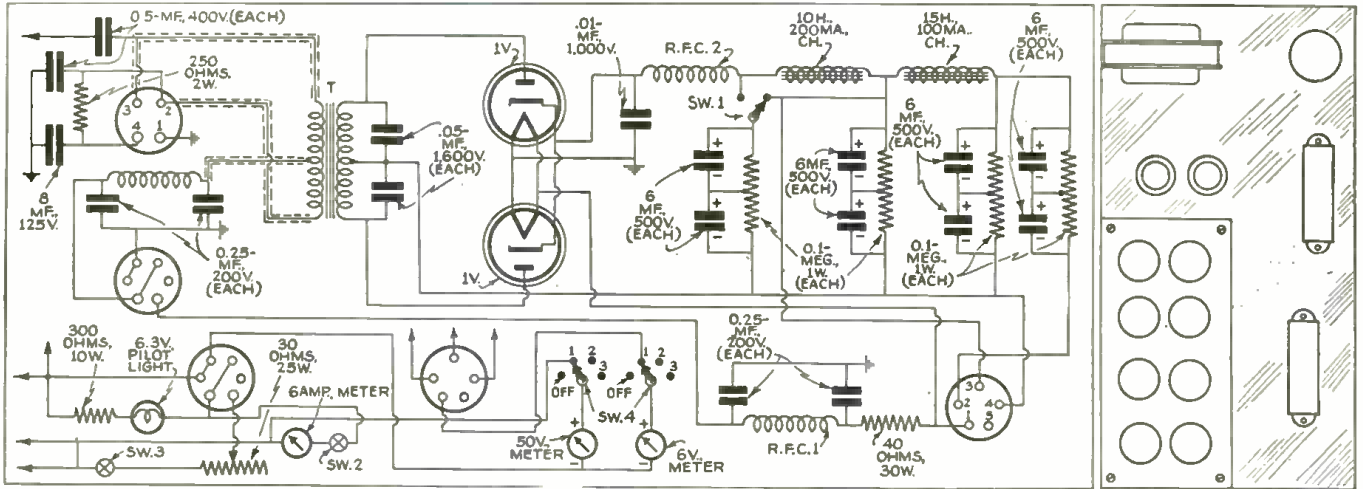 0.5-MF., 400V. (EACH)
250
OHMS,
2W.
3
2
4
1
8
MF.,
125V.
0.25-
MF.,
200V.
(EACH)
T
.05-
MF.,
1,600V.
(EACH)
1V.
1V.
.01-
MF.,
1,000V.
R.F.C. 2
SW. 1
10H.,
200MA.,
CH.
15H.,
100MA.,
CH.
6
MF.,
500V.
(EACH)
+
-
+
-
6
MF.,
500V.
(EACH)
+
-
+
-
6 MF.,
500V.
(EACH)
6
MF.,
500V.
(EACH)
+
-
+
-
+
-
+
-
0.1-
MEG.,
1W.
0.1-
MEG.,
1W.
(EACH)
300
OHMS,
10W.
6.3V.
PILOT
LIGHT
30
OHMS,
25W.
6AMP. METER
SW. 3
SW. 2
1
2
3
OFF
1
2
3
OFF
SW. 4
+
-
50V.
METER
+
-
6V.
METER
0.25-
MF.,
200V.
(EACH)
R.F.C. 1
40
OHMS,
30W.
3
2
4
1
5